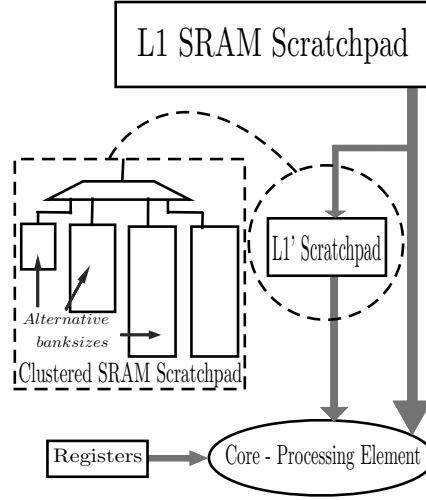 L1 SRAM Scratchpad
L1' Scratchpad
Alternative
banksizes
Clustered SRAM Scratchpad
Registers
Core - Processing Element